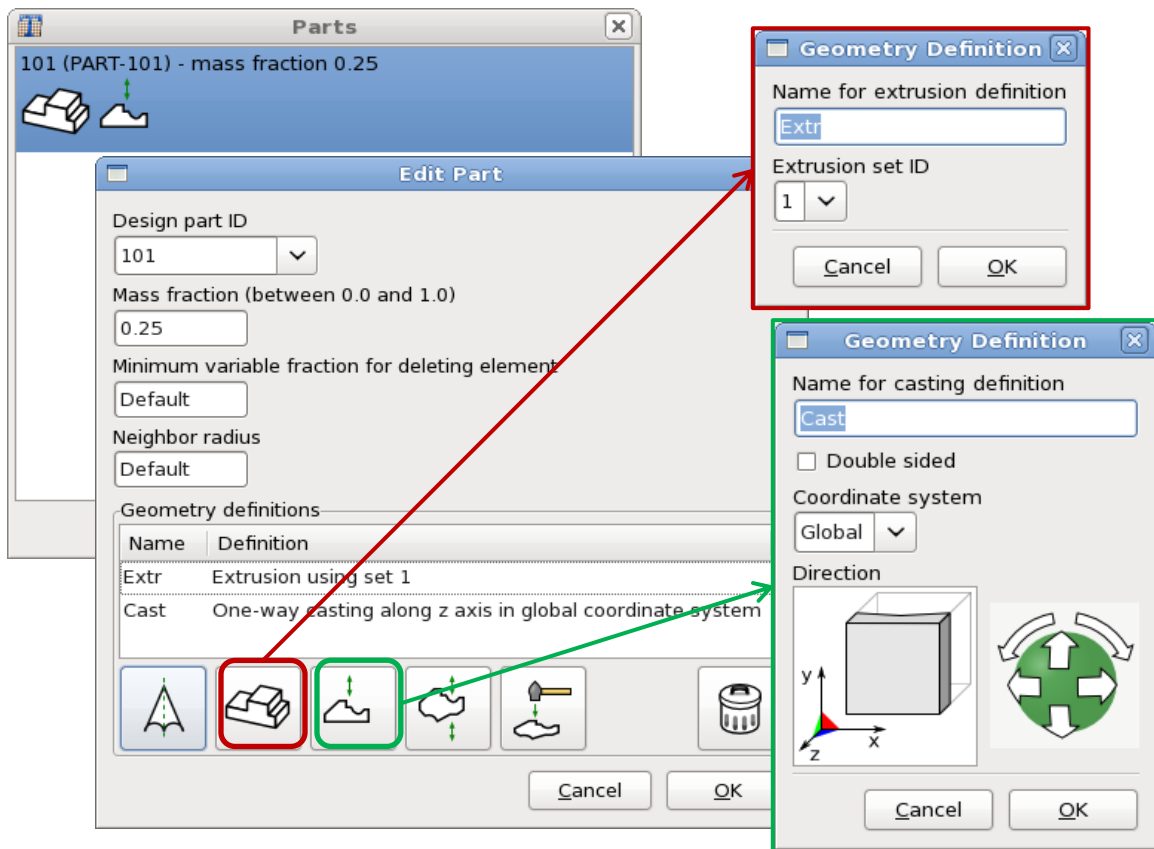 Parts
101 (PART-101) - mass fraction 0.25
Edit Part
Design part ID
101
Mass fraction (between 0.0 and 1.0)
0.25
Minimum variable fraction for deleting element
Default
Neighbor radius
Default
Geometry definitions
Name Definition
Extr Extrusion using set 1
Cast One-way casting along z axis in global coordinate system
Cancel OK
Geometry Definition
Name for extrusion definition
Extr
Extrusion set ID
1
Cancel OK
Geometry Definition
Name for casting definition
Cast
Double sided
Coordinate system
Global
Direction
y
x
z
Cancel OK